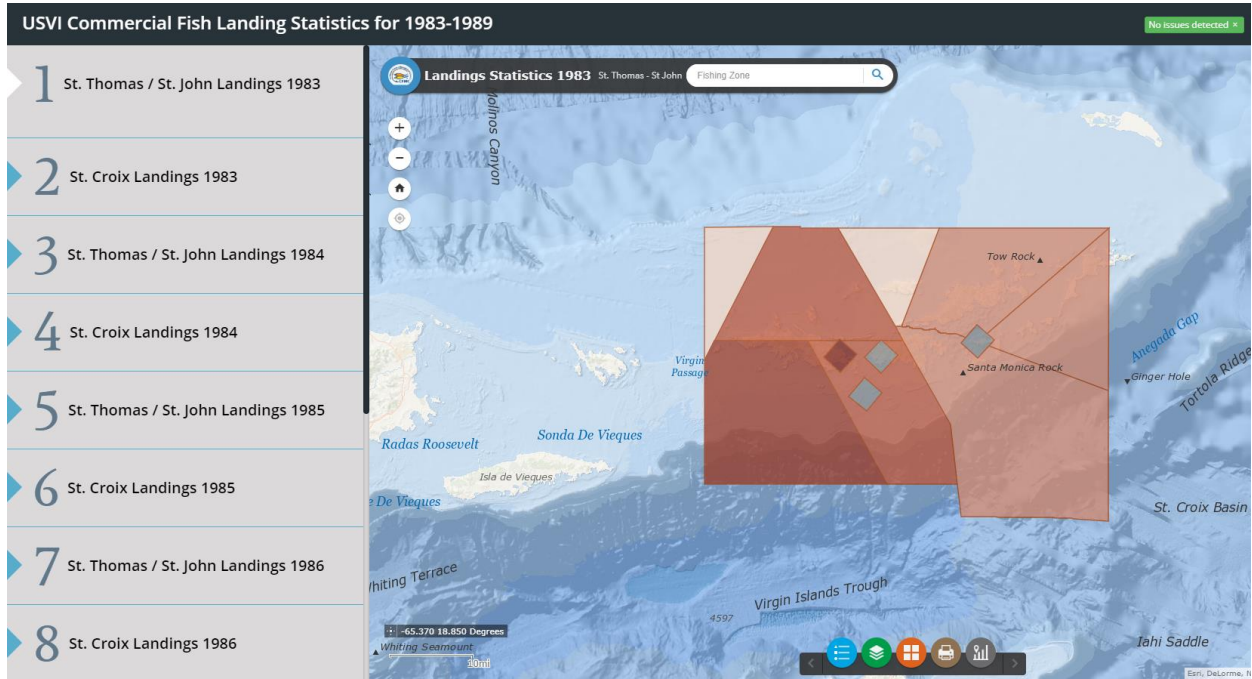 USVI Commercial Fish Landing Statistics for 1983-1989
No issues detected ×
1 St. Thomas / St. John Landings 1983
2 St. Croix Landings 1983
3 St. Thomas / St. John Landings 1984
4 St. Croix Landings 1984
5 St. Thomas / St. John Landings 1985
6 St. Croix Landings 1985
7 St. Thomas / St. John Landings 1986
8 St. Croix Landings 1986
Landings Statistics 1983 St. Thomas - St John Fishing Zone
Molinos Canyon
Tow Rock
Anegada Gap
Virgin
Passage
Santa Monica Rock
Ginger Hole
Tortola Ridge
Radas Roosevelt
Sonda De Vieques
Isla de Vieques
e De Vieques
St. Croix Basin
Whiting Terrace
Virgin Islands Trough
4597
-65.370 18.850 Degrees
Whiting Seamount
10mi
Iahi Saddle
Esri, DeLorme, N